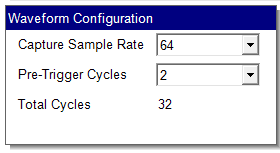 Waveform Configuration
Capture Sample Rate 64
Pre-Trigger Cycles 2
Total Cycles 32